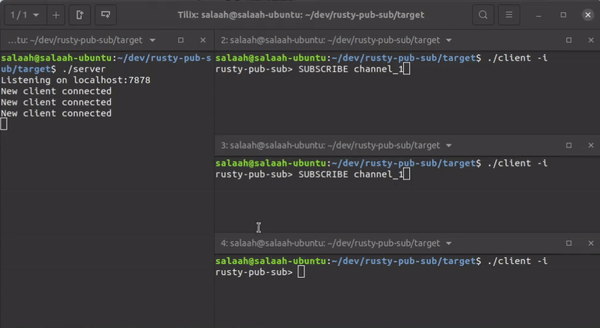 1 / 1
Tilix: salaah@salaah-ubuntu: ~/dev/rusty-pub-sub/target
…tu: ~/dev/rusty-pub-sub/target
salaah@salaah-ubuntu:~/dev/rusty-pub-s
ub/target$ ./server
Listening on localhost:7878
New client connected
New client connected
New client connected
2: salaah@salaah-ubuntu: ~/dev/rusty-pub-sub/target
salaah@salaah-ubuntu:~/dev/rusty-pub-sub/target$ ./client -i
rusty-pub-sub> SUBSCRIBE channel_1
3: salaah@salaah-ubuntu: ~/dev/rusty-pub-sub/target
salaah@salaah-ubuntu:~/dev/rusty-pub-sub/target$ ./client -i
rusty-pub-sub> SUBSCRIBE channel_1
4: salaah@salaah-ubuntu: ~/dev/rusty-pub-sub/target
salaah@salaah-ubuntu:~/dev/rusty-pub-sub/target$ ./client -i
rusty-pub-sub>